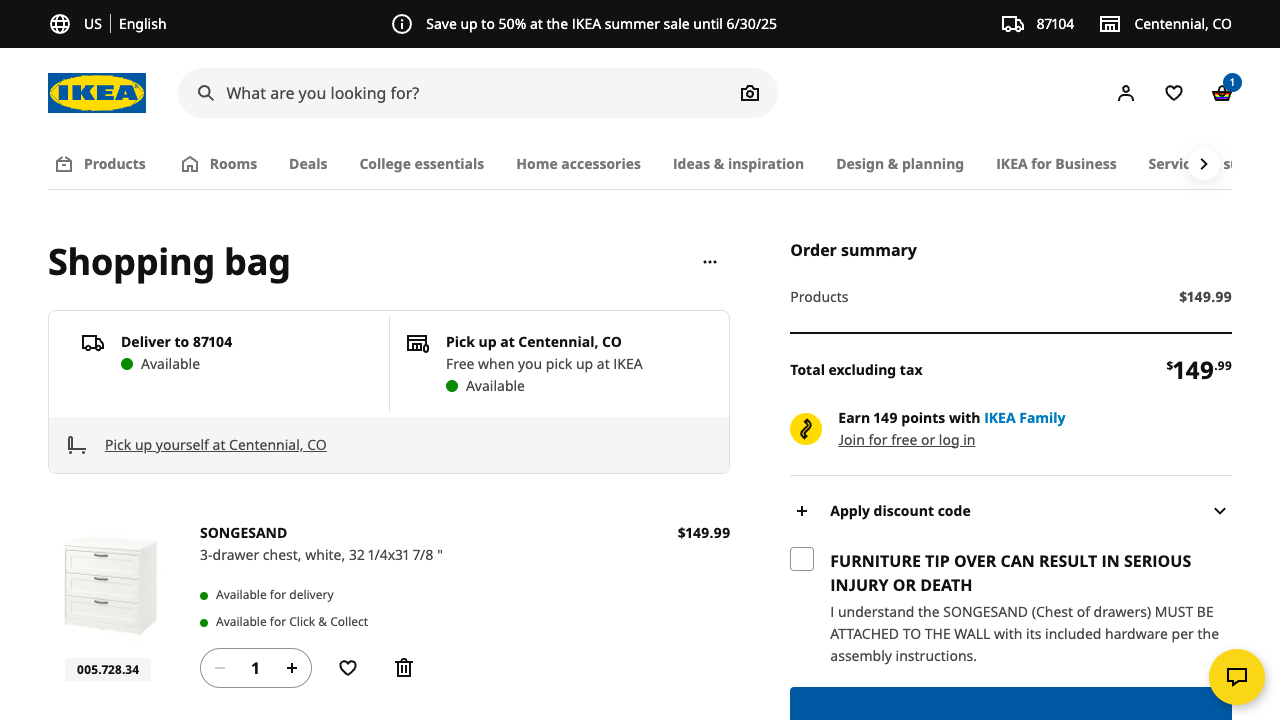 US
English
Save up to 50% at the IKEA summer sale until 6/30/25
87104
Centennial, CO
IKEA
What are you looking for?
1
Products
Rooms
Deals
College essentials
Home accessories
Ideas & inspiration
Design & planning
IKEA for Business
Shopping bag
Deliver to 87104
Available
Pick up at Centennial, CO
Free when you pick up at IKEA
Available
Pick up yourself at Centennial, CO
SONGESAND
$149.99
3-drawer chest, white, 32 1/4x31 7/8 "
Available for delivery
Available for Click & Collect
005.728.34
1
Order summary
Products
$149.99
Total excluding tax
$149.99
Earn 149 points with IKEA Family
Join for free or log in
Apply discount code
FURNITURE TIP OVER CAN RESULT IN SERIOUS
INJURY OR DEATH
I understand the SONGESAND (Chest of drawers) MUST BE
ATTACHED TO THE WALL with its included hardware per the
assembly instructions.